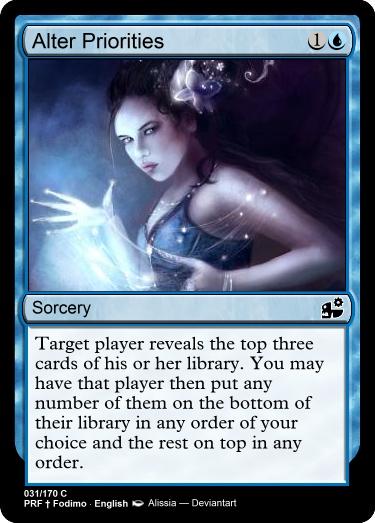 Alter Priorities 1
Sorcery
Target player reveals the top three
cards of his or her library. You may
have that player then put any
number of them on the bottom of
their library in any order of your
choice and the rest on top in any
order.
031/170 C
PRF † Fodimo · English Alissia — Deviantart